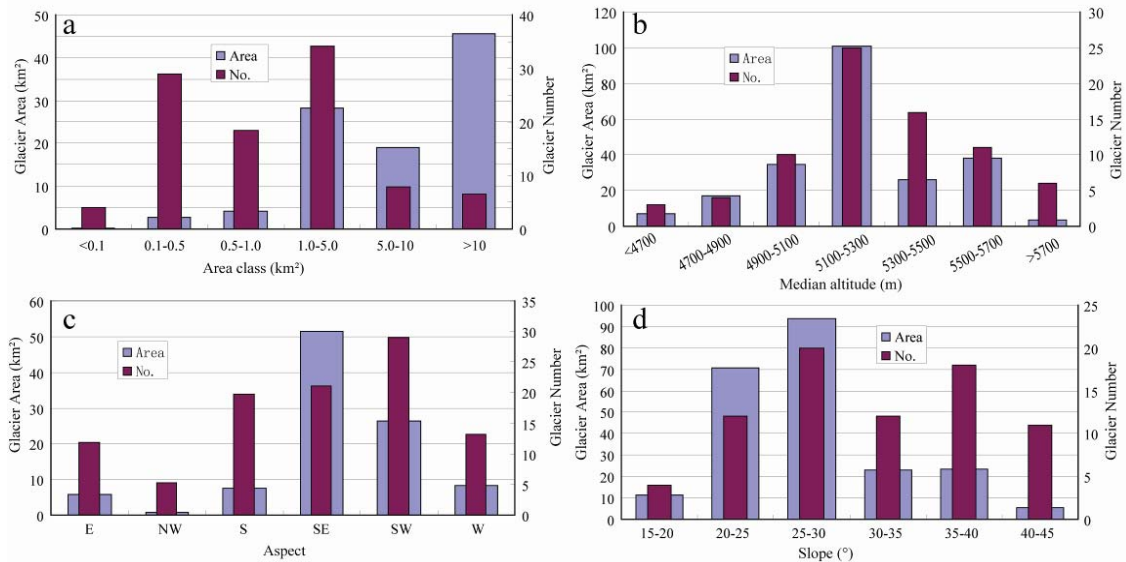 a
Area
No.
Glacier Area (km²)
50
40
30
20
10
0
Glacier Number
40
30
20
10
0
<0.1
0.1-0.5
0.5-1.0
1.0-5.0
5.0-10
>10
Area class (km²)
b
Area
No.
Glacier Area (km²)
120
100
80
60
40
20
0
Glacier Number
30
25
20
15
10
5
0
<4700
4700-4900
4900-5100
5100-5300
5300-5500
5500-5700
>5700
Median altitude (m)
c
Area
No.
Glacier Area (km²)
60
50
40
30
20
10
0
Glacier Number
35
30
25
20
15
10
5
0
E
NW
S
SE
SW
W
Aspect
d
Area
No.
Glacier Area (km²)
100
90
80
70
60
50
40
30
20
10
0
Glacier Number
25
20
15
10
5
0
15-20
20-25
25-30
30-35
35-40
40-45
Slope (°)